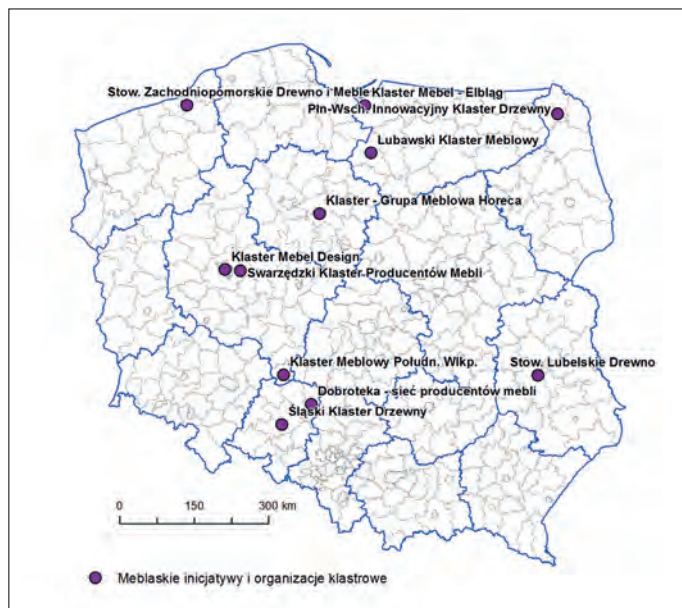 Stow. Zachodniopomorskie Drewno i Meble
Klaster Mebel - Elbląg
Płn-Wsch. Innowacyjny Klaster Drzewny
Lubawski Klaster Meblowy
Klaster - Grupa Meblowa Horeca
Klaster Mebel Design
Swarzędzki Klaster Producentów Mebli
Klaster Meblowy Połudn. Wlkp.
Stow. Lubelskie Drewno
Dobroteka - sieć producentów mebli
Śląski Klaster Drzewny
0 150 300 km
Meblaskie inicjatywy i organizacje klastrowe